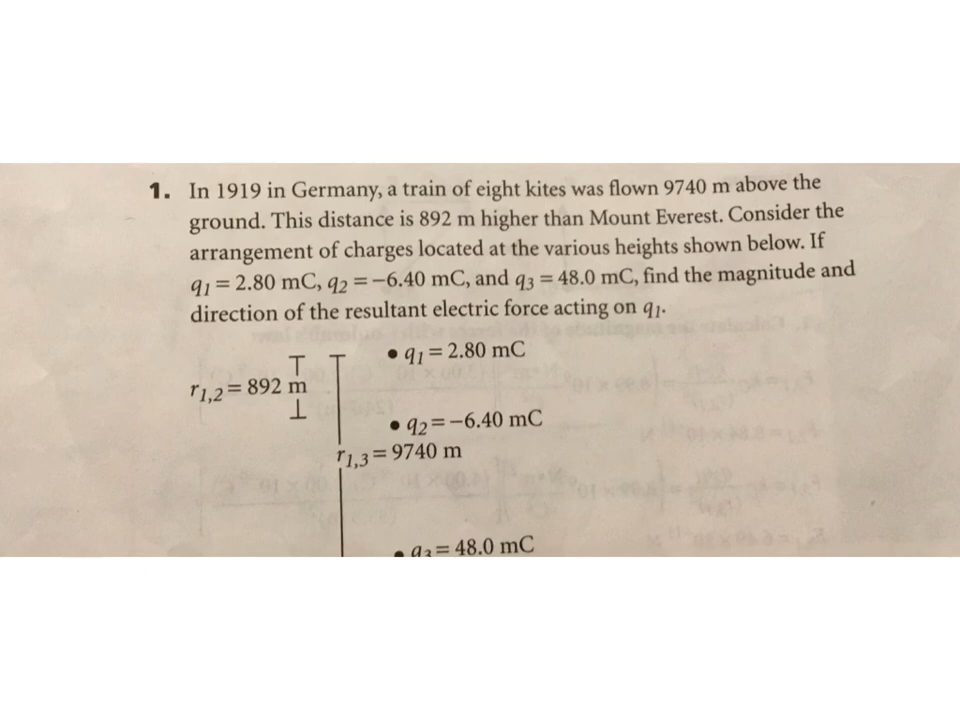 1. In 1919 in Germany, a train of eight kites was flown 9740 m above the
ground. This distance is 892 m higher than Mount Everest. Consider the
arrangement of charges located at the various heights shown below. If
q1 = 2.80 mC, q2 = −6.40 mC, and q3 = 48.0 mC, find the magnitude and
direction of the resultant electric force acting on q1.
q1 = 2.80 mC
r1,2 = 892 m
q2 = −6.40 mC
r1,3 = 9740 m
q3 = 48.0 mC